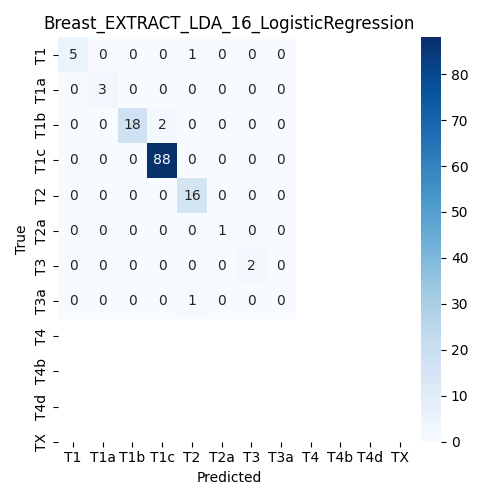 Breast_EXTRACT_LDA_16_LogisticRegression
T1 5 0 0 0 1 0 0 0
T1a 0 3 0 0 0 0 0 0
T1b 0 0 18 2 0 0 0 0
T1c 0 0 0 88 0 0 0 0
T2 0 0 0 0 16 0 0 0
T2a 0 0 0 0 0 1 0 0
T3 0 0 0 0 0 0 2 0
T3a 0 0 0 0 1 0 0 0
T4
T4b
T4d
TX
True
T1 T1a T1b T1c T2 T2a T3 T3a T4 T4b T4d TX
Predicted
80
70
60
50
40
30
20
10
0